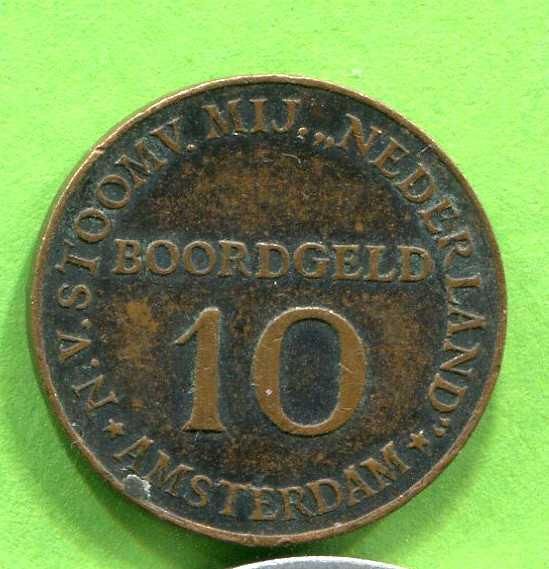 N.V. STOOMV. MIJ. „NEDERLAND"
BOORDGELD
10
★ AMSTERDAM ★